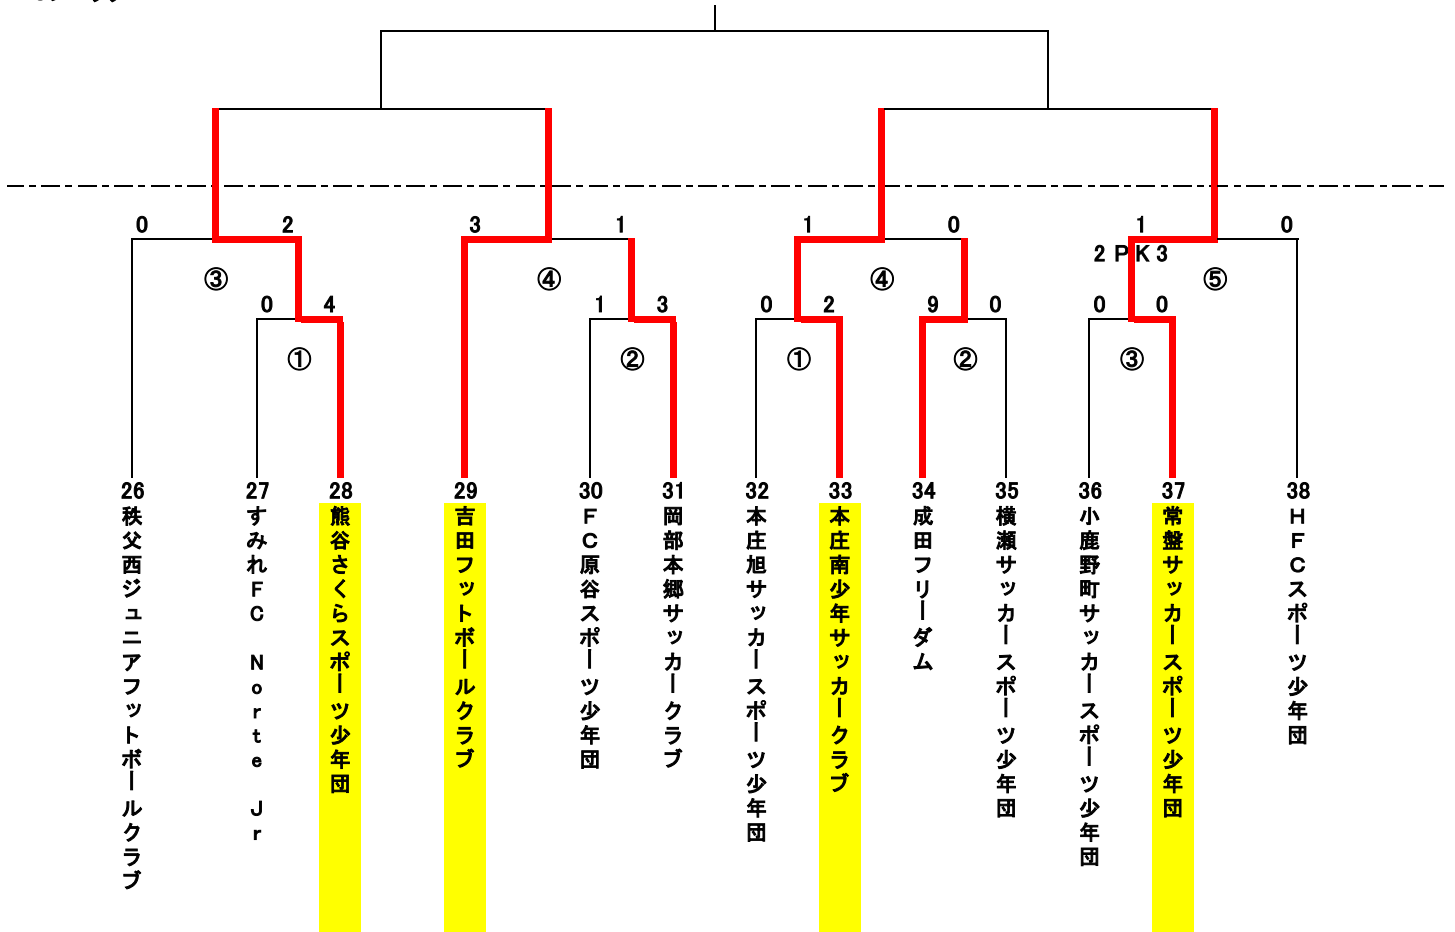 0 2 3 1 1 0 1 0
2 PK 3
③ ④ ④ ⑤
0 4 1 3 0 2 9 0 0 0
① ② ① ② ③
26 27 28 29 30 31 32 33 34 35 36 37 38
秩父西ジュニアフットボールクラブ
すみれFC Norte Jr
熊谷さくらスポーツ少年団
吉田フットボールクラブ
FC原谷スポーツ少年団
岡部本郷サッカークラブ
本庄旭サッカースポーツ少年団
本庄南少年サッカークラブ
成田フリーダム
横瀬サッカースポーツ少年団
小鹿野町サッカースポーツ少年団
常盤サッカースポーツ少年団
HFCスポーツ少年団